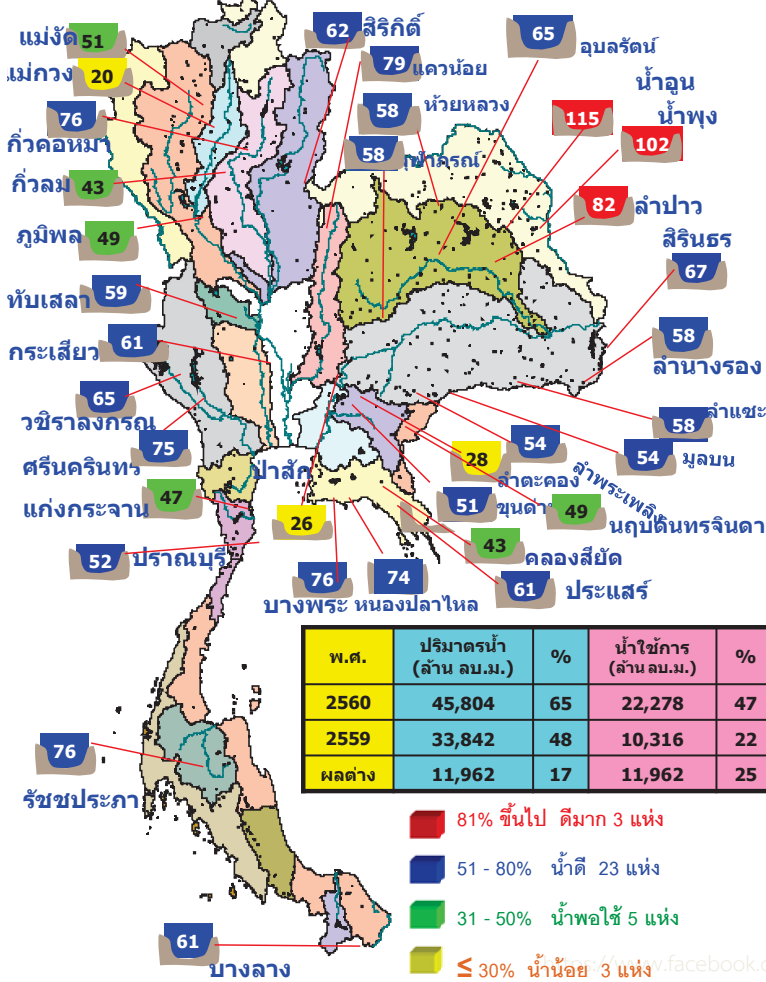 แม่งัด
51
62
สิริกิติ์
65
อุบลรัตน์
แม่กวง
20
79
แควน้อย
น้ำอูน
น้ำพุง
76
58
ห้วยหลวง
115
102
กิ่วคอหมา
58
กิ่วลม
43
82
ลำปาว
ภูมิพล
49
สิรินธร
67
ทับเสลา
59
กระเสียว
61
58
ลำนางรอง
65
วชิราลงกรณ
58
ลำแชะ
75
54
54
มูลบน
ศรีนครินทร
ป่าสัก
28
ลำตะคอง
ลำพระเพลิง
แก่งกระจาน
47
51
ขุนด่าน
49
นฤบดินทรจินดา
26
43
คลองสียัด
52
ปราณบุรี
76
74
61
ประแสร์
บางพระ
หนองปลาไหล
พ.ศ. ปริมาตรน้ำ (ล้าน ลบ.ม.) % น้ำใช้การ (ล้าน ลบ.ม.) %
2560 45,804 65 22,278 47
2559 33,842 48 10,316 22
ผลต่าง 11,962 17 11,962 25
76
รัชชประภา
81% ขึ้นไป ดีมาก 3 แห่ง
51 - 80% น้ำดี 23 แห่ง
31 - 50% น้ำพอใช้ 5 แห่ง
≤ 30% น้ำน้อย 3 แห่ง
61
บางลาง